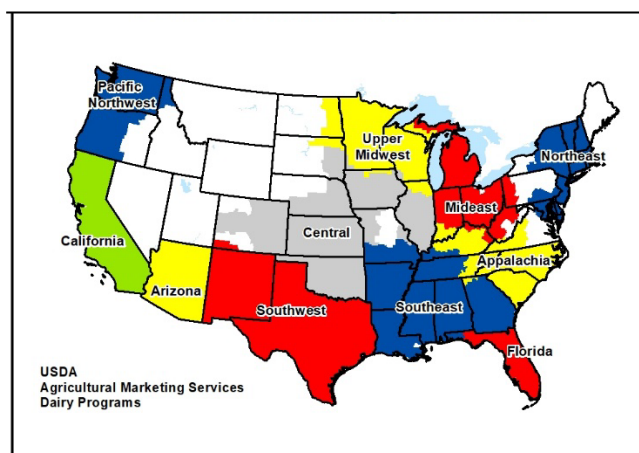 Pacific
Northwest
Upper
Midwest
Northeast
Mideast
Central
California
Appalachia
Arizona
Southwest
Southeast
Florida
USDA
Agricultural Marketing Services
Dairy Programs